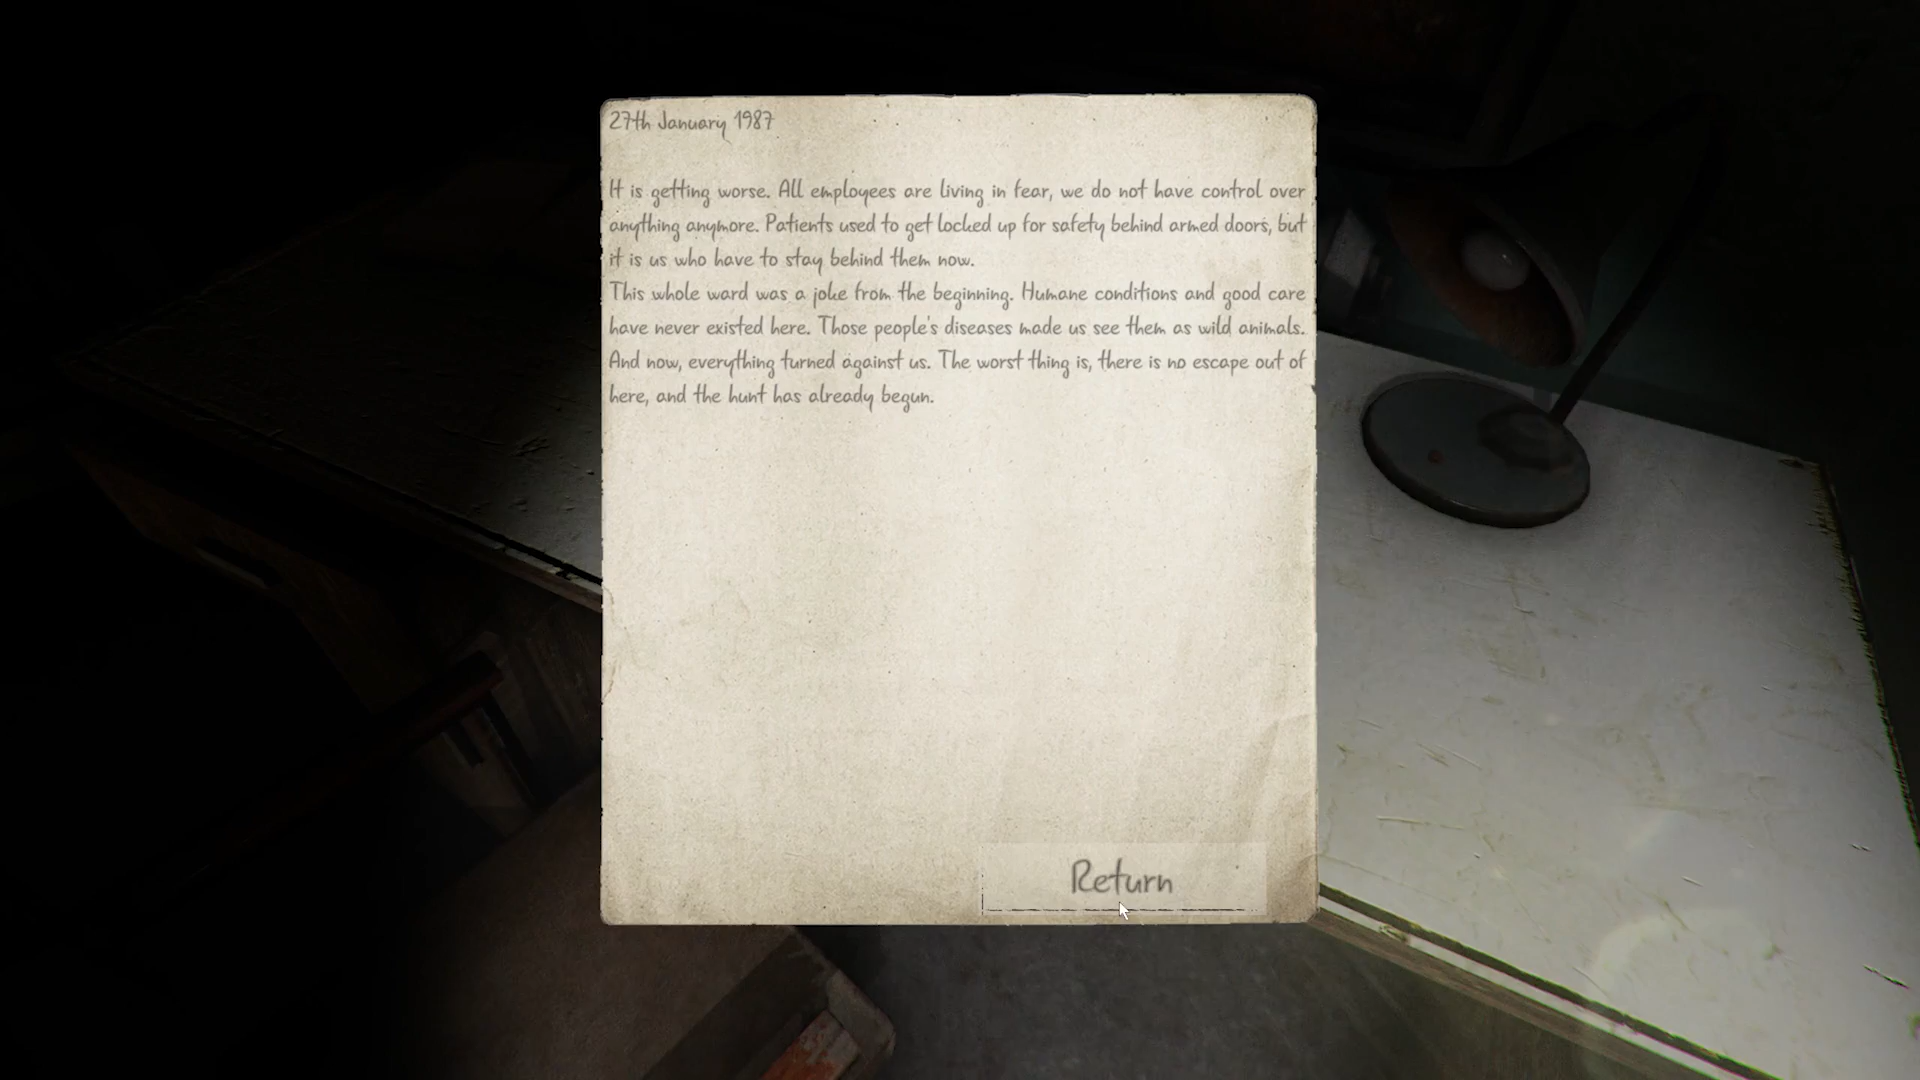 27th January 1987
It is getting worse. All employees are living in fear, we do not have control over
anything anymore. Patients used to get locked up for safety behind armed doors, but
it is us who have to stay behind them now.
This whole ward was a joke from the beginning. Humane conditions and good care
have never existed here. Those people's diseases made us see them as wild animals.
And now, everything turned against us. The worst thing is, there is no escape out of
here, and the hunt has already begun.
Return